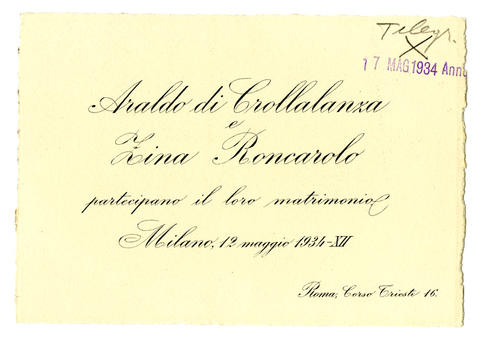 Telegr.
X
17 MAG 1934 Anno
Araldo di Crollalanza
e
Zina Roncarolo
partecipano il loro matrimonio
Milano, 12 maggio 1934-XII
Roma, Corso Trieste 16.